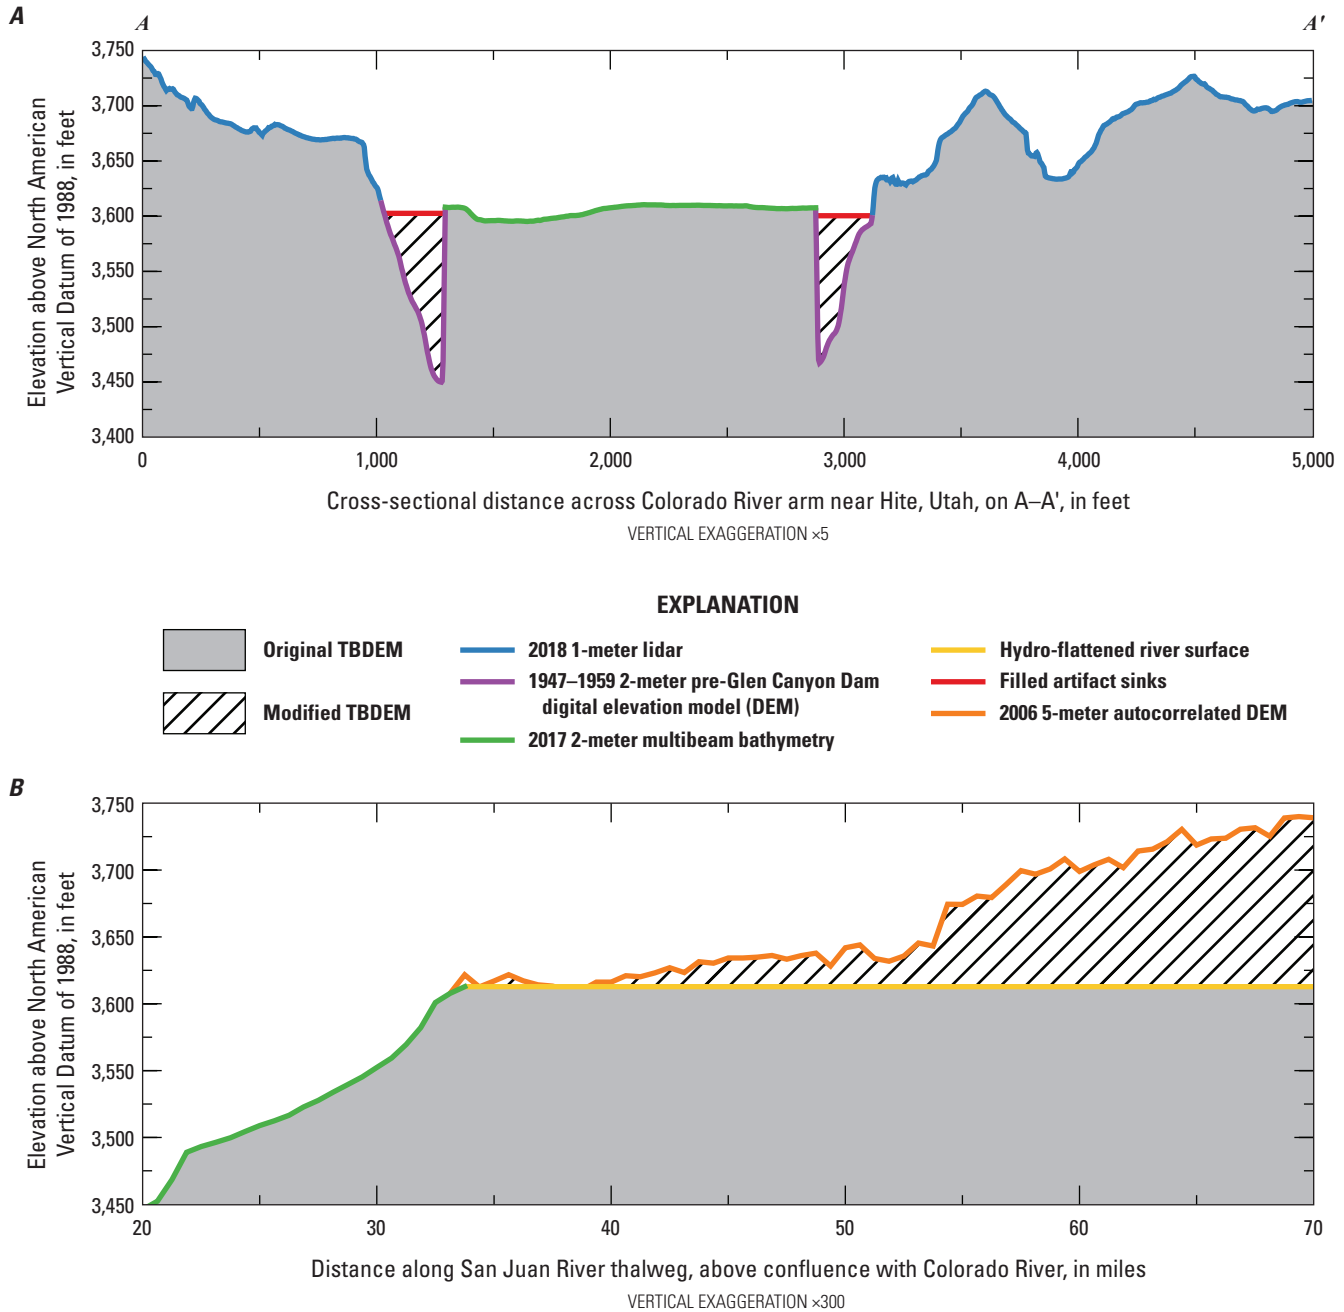 A
A
A'
3,750
3,700
3,650
3,600
3,550
3,500
3,450
3,400
Elevation above North American
Vertical Datum of 1988, in feet
0
1,000
2,000
3,000
4,000
5,000
Cross-sectional distance across Colorado River arm near Hite, Utah, on A–A', in feet
VERTICAL EXAGGERATION ×5
EXPLANATION
Original TBDEM
Modified TBDEM
2018 1-meter lidar
1947–1959 2-meter pre-Glen Canyon Dam
digital elevation model (DEM)
2017 2-meter multibeam bathymetry
Hydro-flattened river surface
Filled artifact sinks
2006 5-meter autocorrelated DEM
B
3,750
3,700
3,650
3,600
3,550
3,500
3,450
Elevation above North American
Vertical Datum of 1988, in feet
20
30
40
50
60
70
Distance along San Juan River thalweg, above confluence with Colorado River, in miles
VERTICAL EXAGGERATION ×300